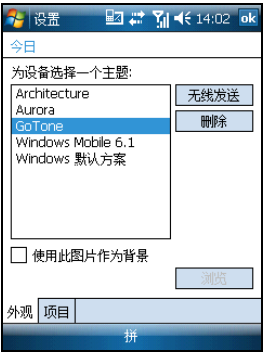 设置 14:02 ok
今日
为设备选择一个主题:
Architecture
Aurora
GoTone
Windows Mobile 6.1
Windows 默认方案
无线发送
删除
使用此图片作为背景
浏览
外观 项目
拼